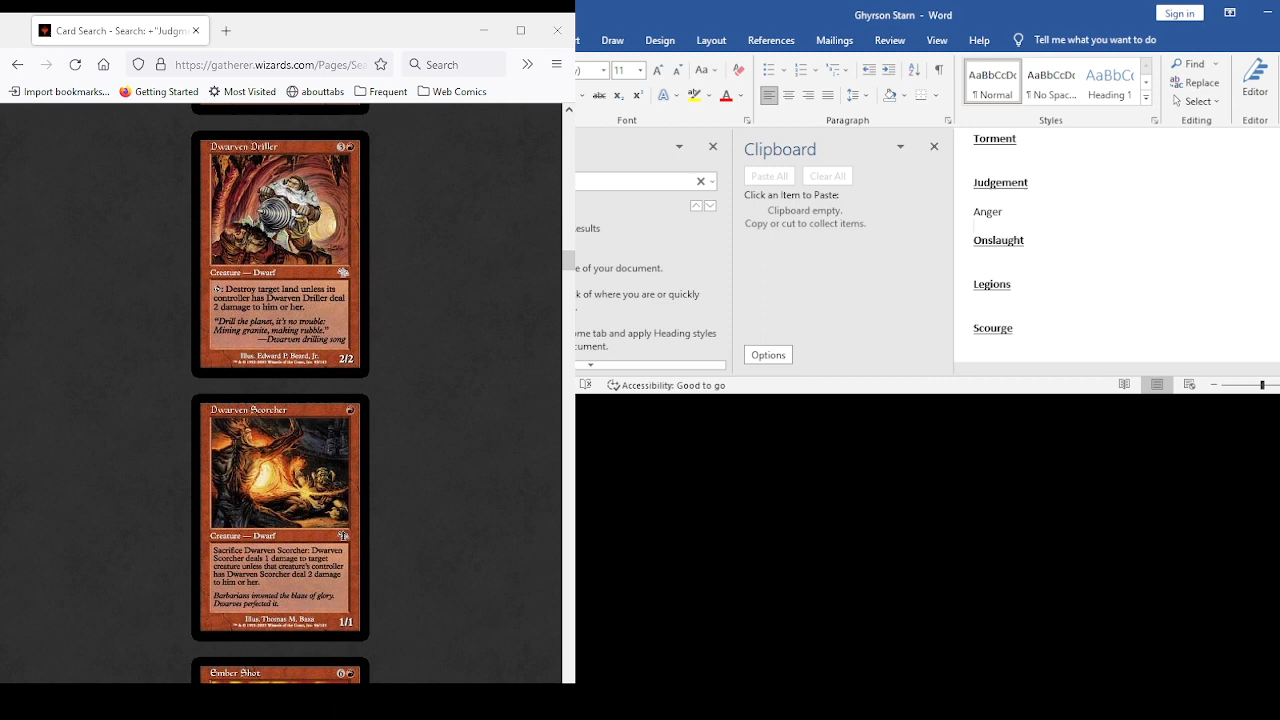 Card Search - Search: +"Judgm
https://gatherer.wizards.com/Pages/Sea
Search
Import bookmarks...
Getting Started
Most Visited
abouttabs
Frequent
Web Comics
Dwarven Driller
3
Creature — Dwarf
: Destroy target land unless its
controller has Dwarven Driller deal
2 damage to him or her.
"Drill the planet, it's no trouble:
Mining granite, making rubble."
—Dwarven drilling song
Illus. Edward P. Beard, Jr.
2/2
Dwarven Scorcher
Creature — Dwarf
Sacrifice Dwarven Scorcher: Dwarven
Scorcher deals 1 damage to target
creature unless that creature's controller
has Dwarven Scorcher deal 2 damage
to him or her.
Barbarians invented the blaze of glory.
Dwarves perfected it.
Illus. Thomas M. Baxa
1/1
Ember Shot
6
Ghyrson Starn - Word
Sign in
Draw
Design
Layout
References
Mailings
Review
View
Help
Tell me what you want to do
11
Aa
abc
x₂
x²
A
Font
Paragraph
AaBbCcDc
AaBbCcDc
AaBbCc
¶ Normal
¶ No Spac...
Heading 1
Styles
Find
Replace
Select
Editing
Editor
Editor
esults
e of your document.
k of where you are or quickly
ome tab and apply Heading styles
cument.
Clipboard
Paste All
Clear All
Click an Item to Paste:
Clipboard empty.
Copy or cut to collect items.
Options
Torment
Judgement
Anger
Onslaught
Legions
Scourge
Accessibility: Good to go